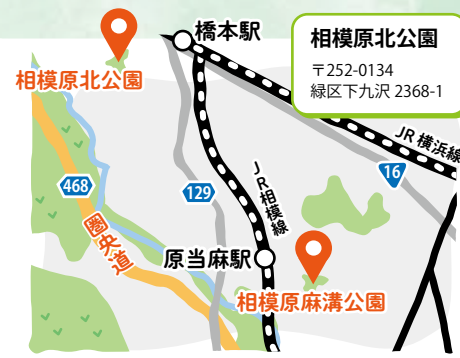 橋本駅
相模原北公園
〒252-0134
緑区下九沢 2368-1
相模原北公園
JR 横浜線
16
468
129
JR相模線
圏央道
原当麻駅
相模原麻溝公園